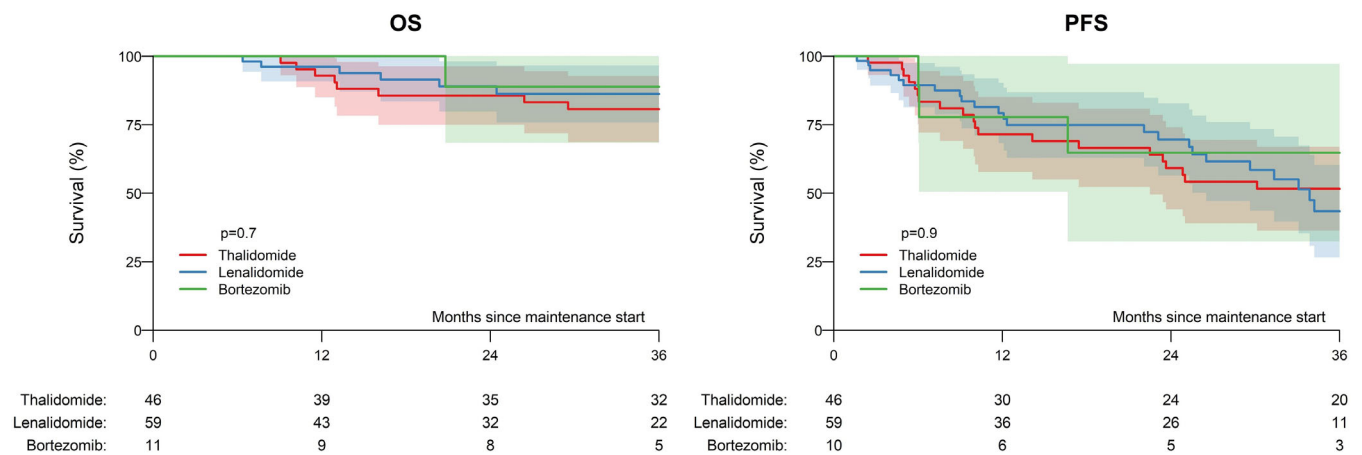 OS
Survival (%)
100
75
50
25
0
p=0.7
Thalidomide
Lenalidomide
Bortezomib
Months since maintenance start
0 12 24 36
Thalidomide: 46 39 35 32
Lenalidomide: 59 43 32 22
Bortezomib: 11 9 8 5
PFS
Survival (%)
100
75
50
25
0
p=0.9
Thalidomide
Lenalidomide
Bortezomib
Months since maintenance start
0 12 24 36
Thalidomide: 46 30 24 20
Lenalidomide: 59 36 26 11
Bortezomib: 10 6 5 3